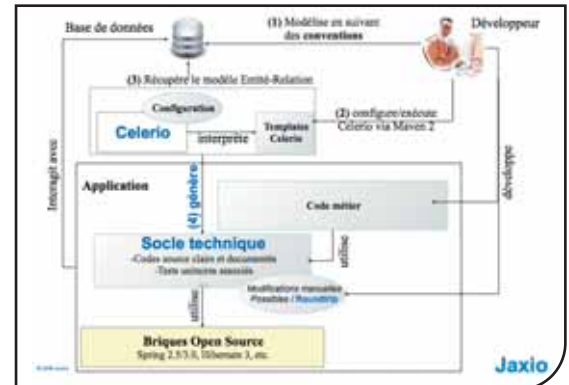 Base de données
(1) Modélise en suivant
des conventions
Développeur
(3) Récupère le modèle Entité-Relation
Configuration
Celerio
interprète
Templates
Celerio
(2) configure/exécute
Celerio via Maven 2
Interagit avec
développe
Application
(4) génère
Code métier
Socle technique
-Codes source claire et documentés
-Tests unitaires associés
utilise
Modifications manuelles
Possibles / Roundtrip
utilise
Briques Open Source
Spring 2.5/3.0, Hibernate 3, etc.
Jaxio